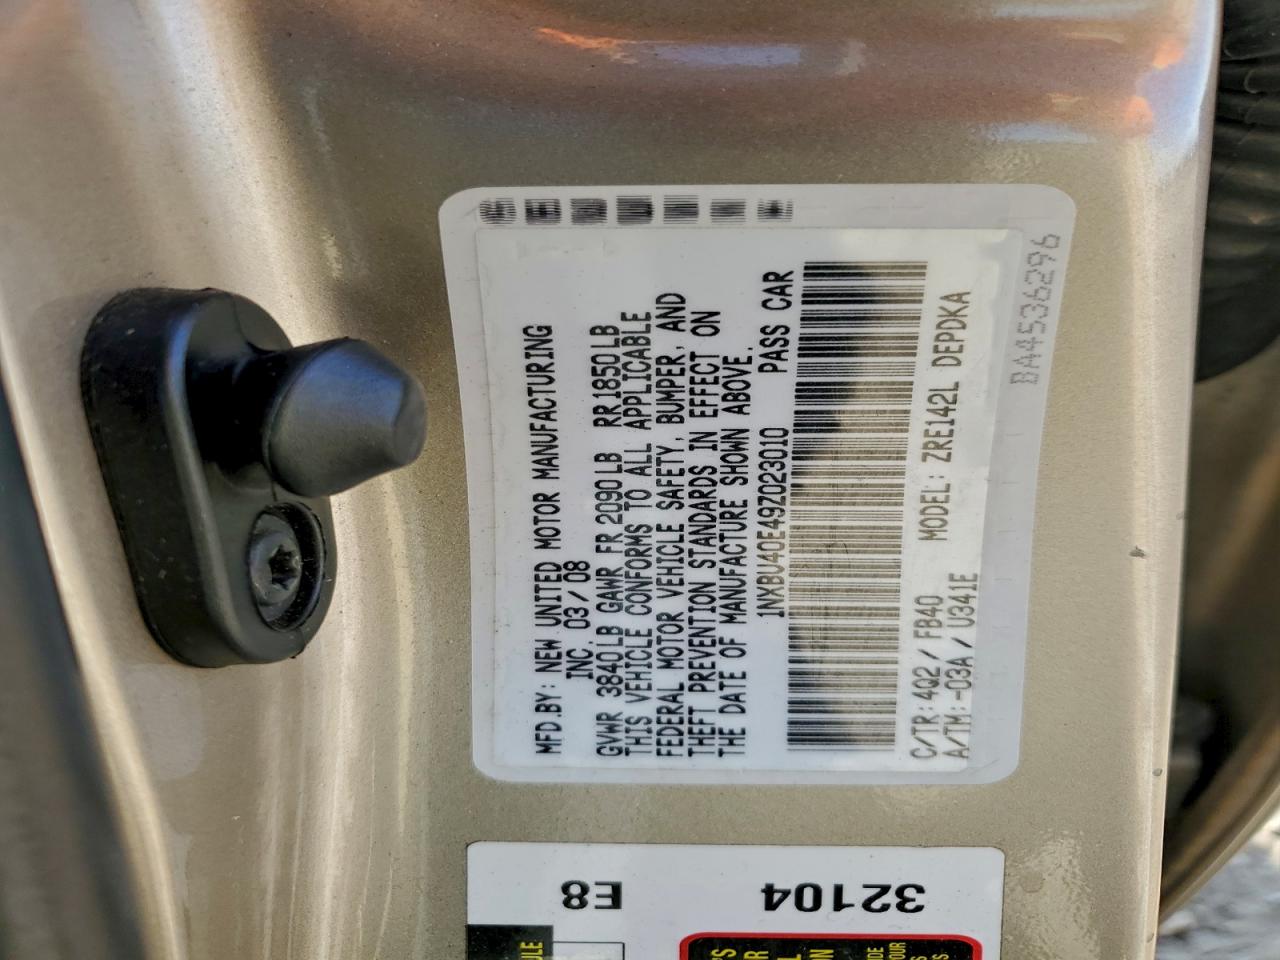 MFD.BY: NEW UNITED MOTOR MANUFACTURING
INC. 03/08
GVWR 3840LB GAWR FR 2090LB RR1850LB
THIS VEHICLE CONFORMS TO ALL APPLICABLE
FEDERAL MOTOR VEHICLE SAFETY, BUMPER, AND
THEFT PREVENTION STANDARDS IN EFFECT ON
THE DATE OF MANUFACTURE SHOWN ABOVE.
1NXBU40E49Z023010 PASS CAR
C/TR: 4Q2/FB40 MODEL: ZRE142L DEPDKA
A/TM:-03A/U341E
BA4536296
E8
32104